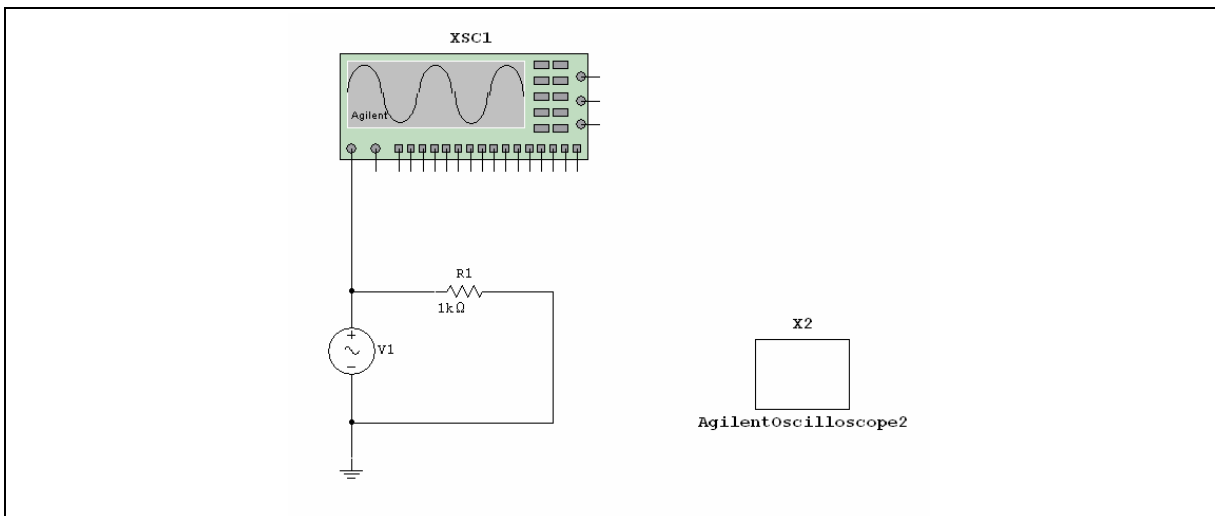 XSC1
Agilent
R1
1kΩ
V1
X2
AgilentOscilloscope2